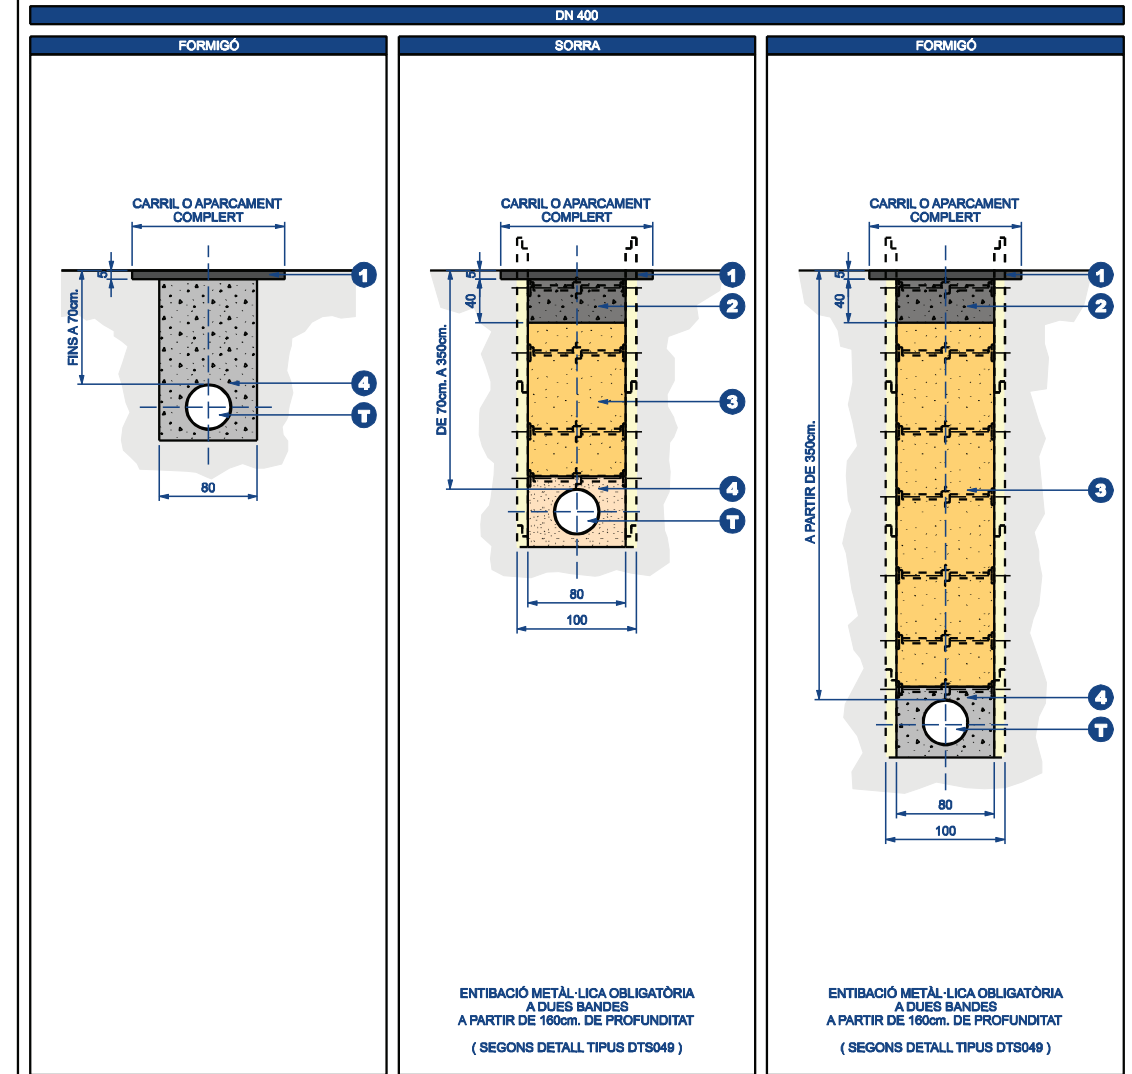 DN 400
FORMIGÓ
CARRIL O APARCAMENT
COMPLERT
5
FINS A 70cm.
1
4
T
80
SORRA
CARRIL O APARCAMENT
COMPLERT
5
40
DE 70cm. A 350cm.
1
2
3
4
T
80
100
ENTIBACIÓ METÀL·LICA OBLIGATÒRIA
A DUES BANDES
A PARTIR DE 160cm. DE PROFUNDITAT
( SEGONS DETALL TIPUS DTS049 )
FORMIGÓ
CARRIL O APARCAMENT
COMPLERT
5
40
A PARTIR DE 350cm.
1
2
3
4
T
80
100
ENTIBACIÓ METÀL·LICA OBLIGATÒRIA
A DUES BANDES
A PARTIR DE 160cm. DE PROFUNDITAT
( SEGONS DETALL TIPUS DTS049 )